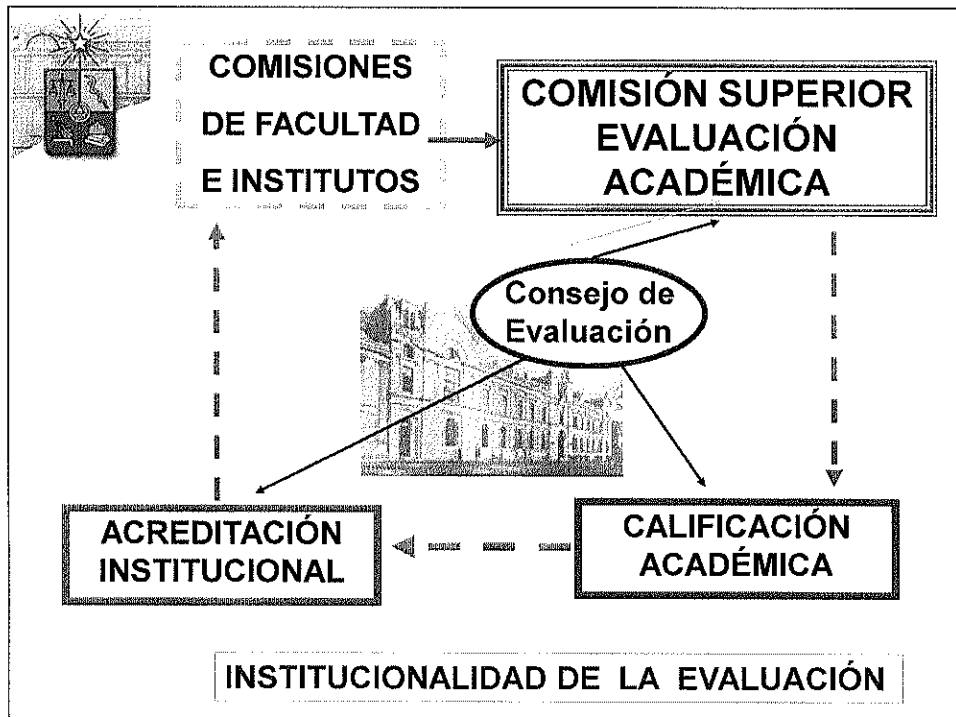 COMISIONES
DE FACULTAD
E INSTITUTOS
COMISIÓN SUPERIOR
EVALUACIÓN
ACADÉMICA
Consejo de
Evaluación
ACREDITACIÓN
INSTITUCIONAL
CALIFICACIÓN
ACADÉMICA
INSTITUCIONALIDAD DE LA EVALUACIÓN